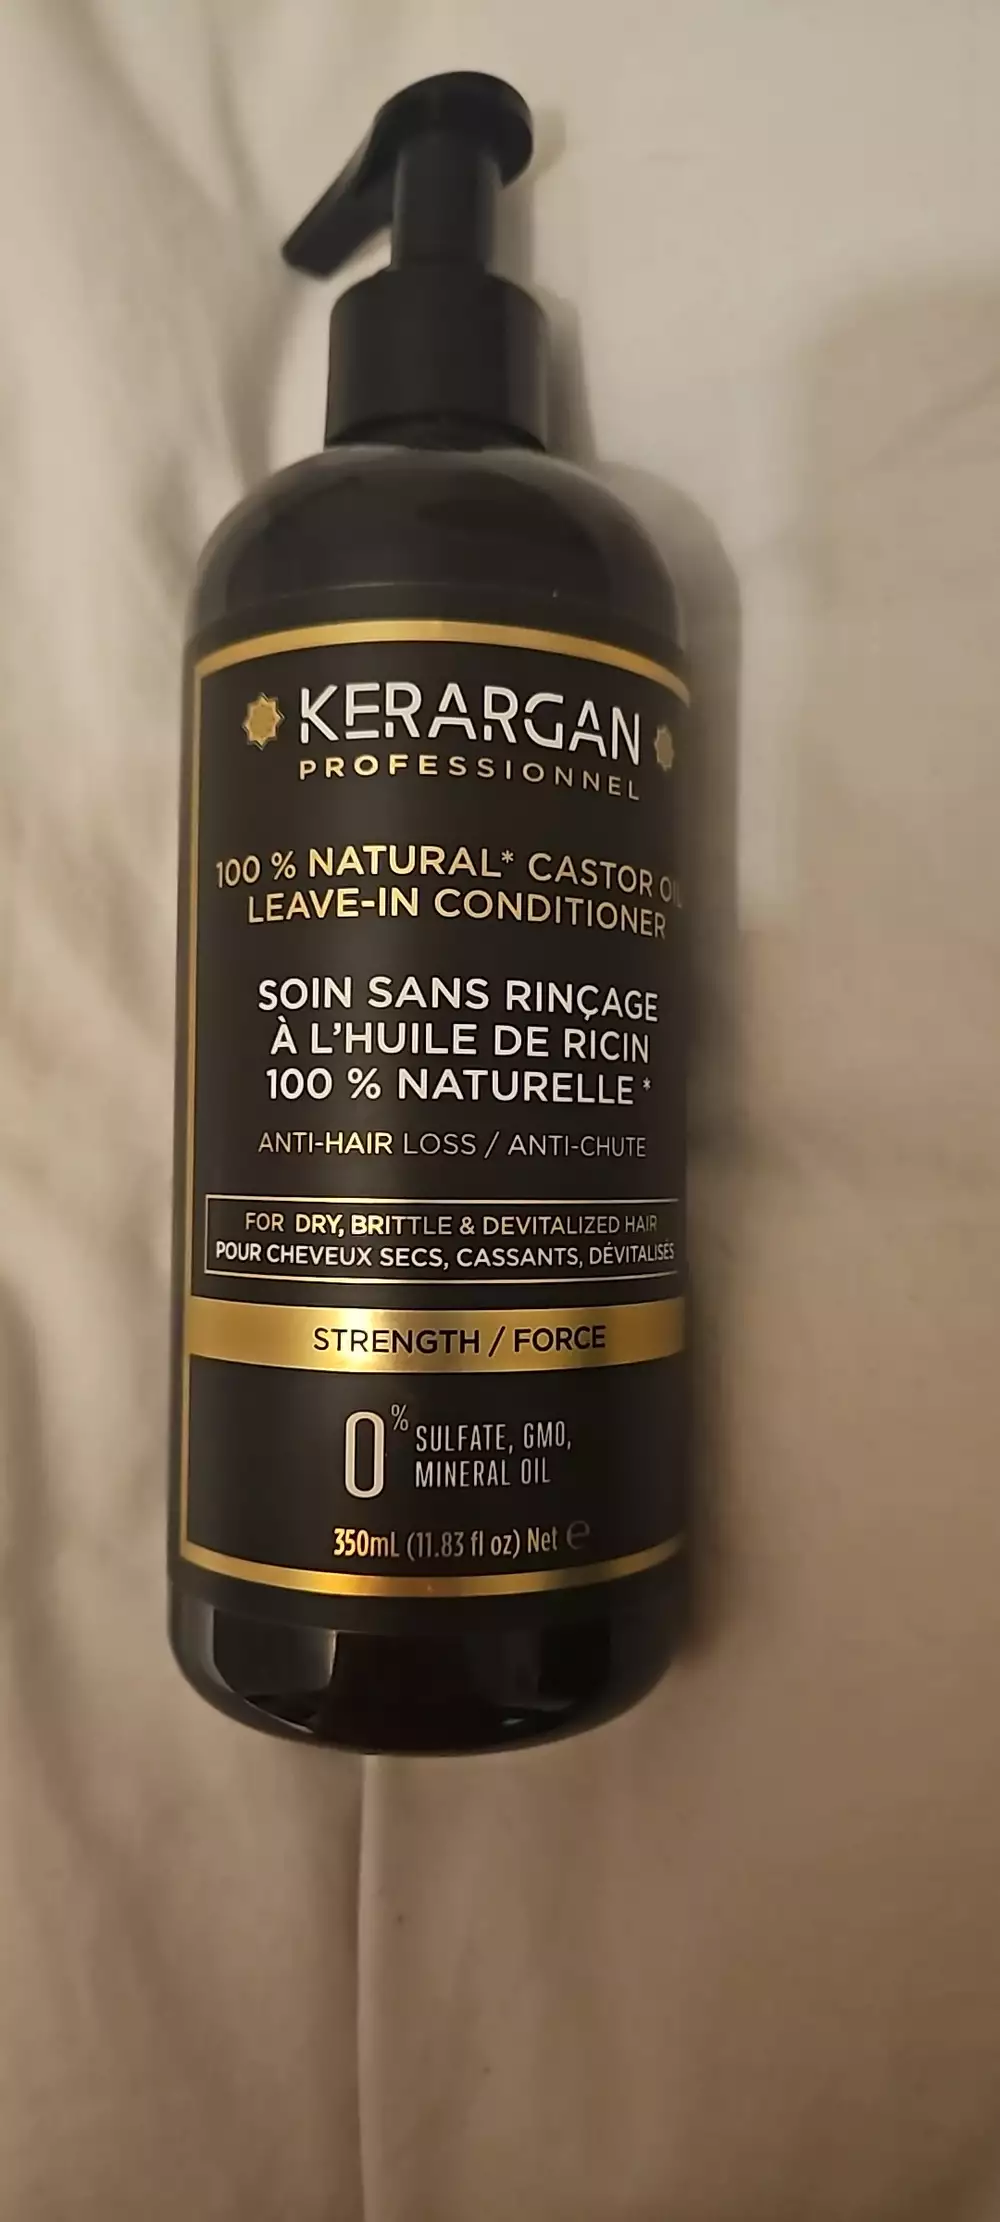 KERARGAN
PROFESSIONNEL
100 % NATURAL* CASTOR OIL
LEAVE-IN CONDITIONER
SOIN SANS RINÇAGE
À L'HUILE DE RICIN
100 % NATURELLE*
ANTI-HAIR LOSS / ANTI-CHUTE
FOR DRY, BRITTLE & DEVITALIZED HAIR
POUR CHEVEUX SECS, CASSANTS, DÉVITALISÉS
STRENGTH / FORCE
0% SULFATE, GMO,
MINERAL OIL
350mL (11.83 fl oz) Net ℮